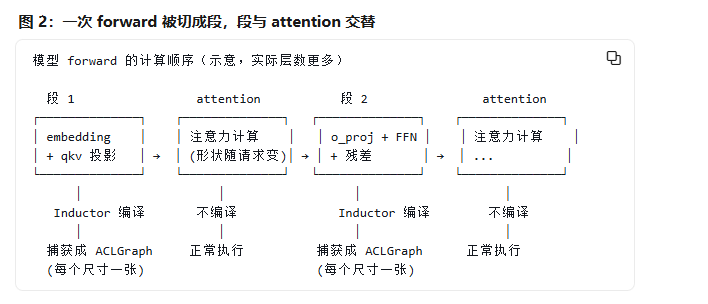 图 2：一次 forward 被切成段，段与 attention 交替
模型 forward 的计算顺序（示意，实际层数更多）
段 1 attention 段 2 attention
embedding 注意力计算 o_proj + FFN 注意力计算
+ qkv 投影 → (形状随请求变) → + 残差 → ...
Inductor 编译 不编译 Inductor 编译 不编译
捕获成 ACLGraph 正常执行 捕获成 ACLGraph 正常执行
(每个尺寸一张) (每个尺寸一张)